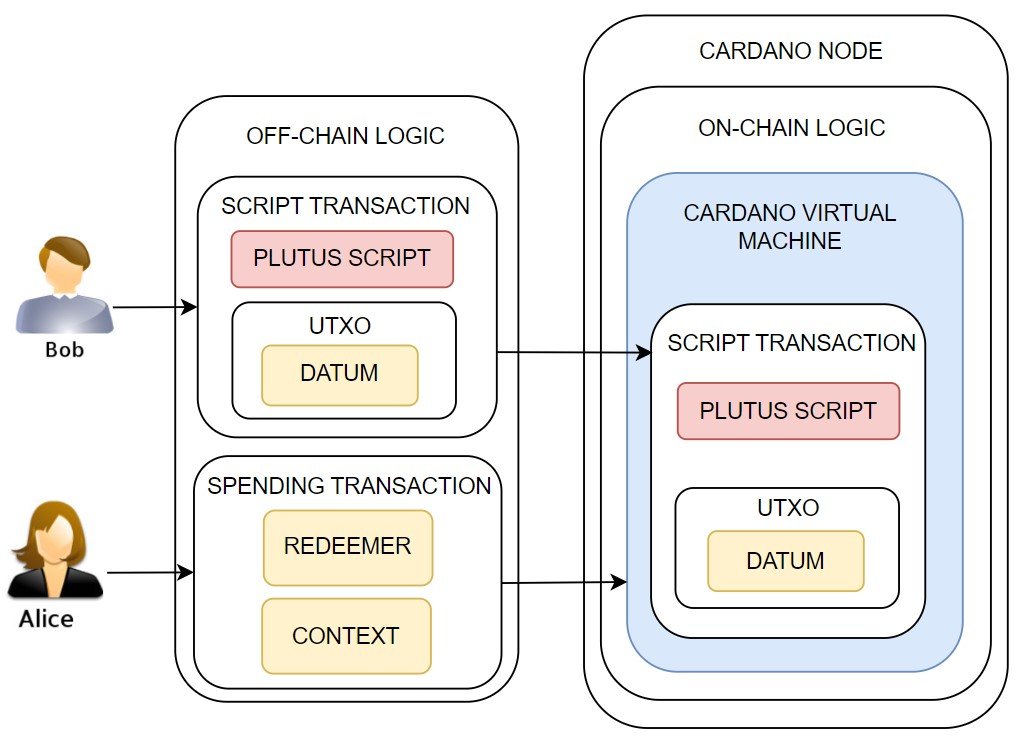 CARDANO NODE
OFF-CHAIN LOGIC
ON-CHAIN LOGIC
SCRIPT TRANSACTION
PLUTUS SCRIPT
UTXO
DATUM
Bob
SPENDING TRANSACTION
REDEEMER
CONTEXT
Alice
CARDANO VIRTUAL
MACHINE
SCRIPT TRANSACTION
PLUTUS SCRIPT
UTXO
DATUM